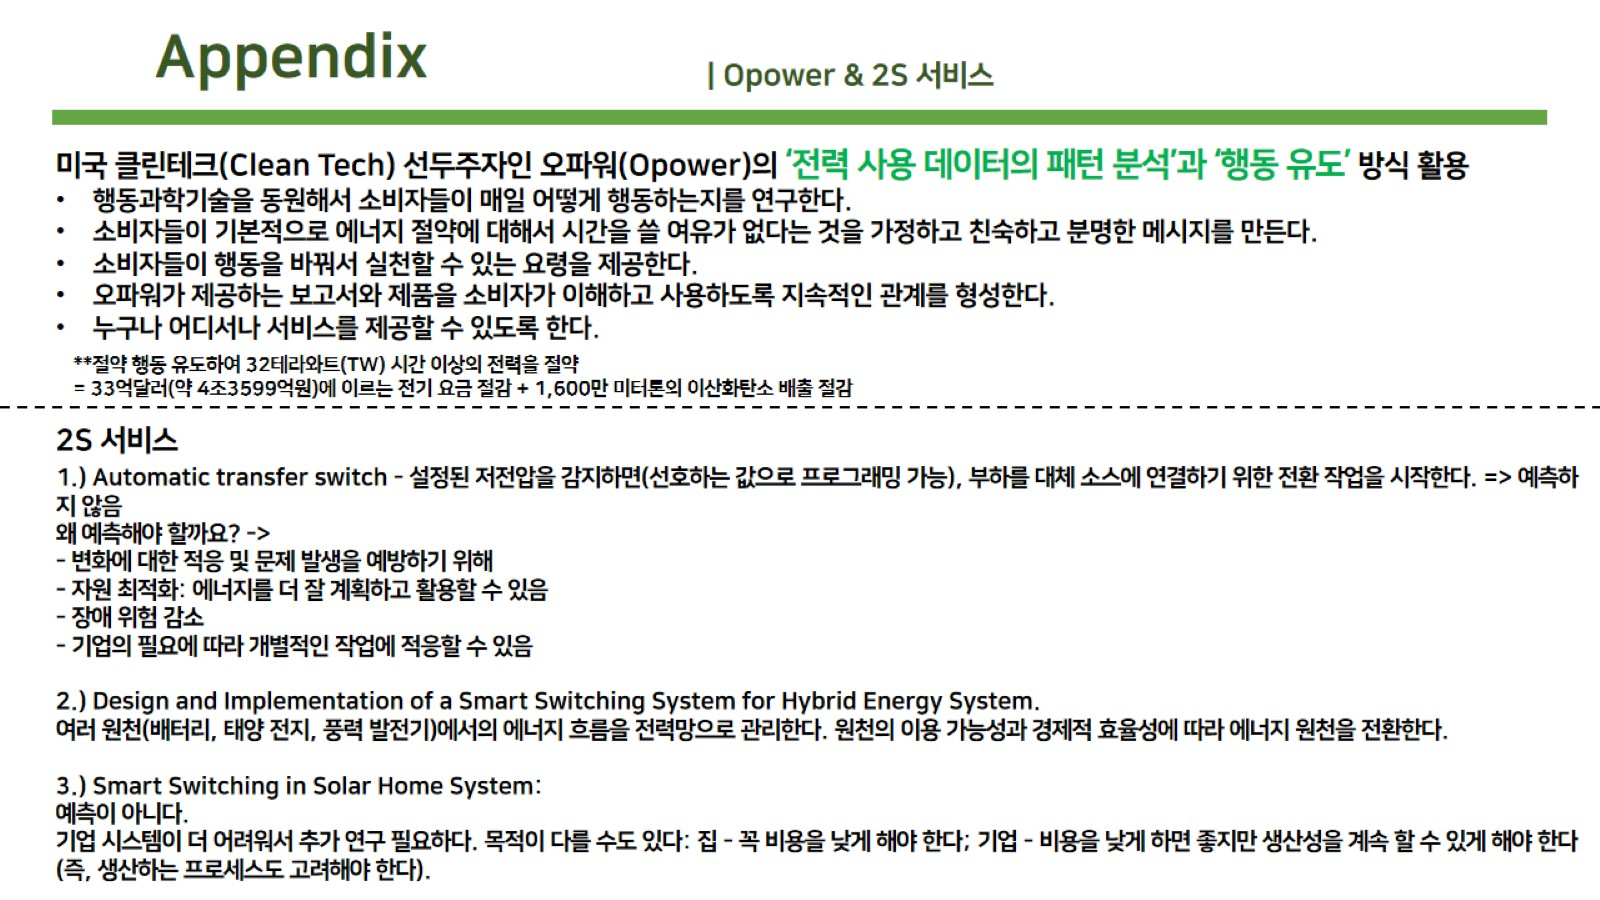 Appendix
| Opower & 2S 서비스
미국 클린테크(Clean Tech) 선두주자인 오파워(Opower)의 ‘전력 사용 데이터의 패턴 분석’과 ‘행동 유도’ 방식 활용
• 행동과학기술을 동원해서 소비자들이 매일 어떻게 행동하는지를 연구한다.
• 소비자들이 기본적으로 에너지 절약에 대해서 시간을 쓸 여유가 없다는 것을 가정하고 친숙하고 분명한 메시지를 만든다.
• 소비자들이 행동을 바꿔서 실천할 수 있는 요령을 제공한다.
• 오파워가 제공하는 보고서와 제품을 소비자가 이해하고 사용하도록 지속적인 관계를 형성한다.
• 누구나 어디서나 서비스를 제공할 수 있도록 한다.
**절약 행동 유도하여 32테라와트(TW) 시간 이상의 전력을 절약
= 33억달러(약 4조3599억원)에 이르는 전기 요금 절감 + 1,600만 미터톤의 이산화탄소 배출 절감
2S 서비스
1.) Automatic transfer switch - 설정된 저전압을 감지하면(선호하는 값으로 프로그래밍 가능), 부하를 대체 소스에 연결하기 위한 전환 작업을 시작한다. => 예측하
지 않음
왜 예측해야 할까요? ->
- 변화에 대한 적응 및 문제 발생을 예방하기 위해
- 자원 최적화: 에너지를 더 잘 계획하고 활용할 수 있음
- 장애 위험 감소
- 기업의 필요에 따라 개별적인 작업에 적응할 수 있음
2.) Design and Implementation of a Smart Switching System for Hybrid Energy System.
여러 원천(배터리, 태양 전지, 풍력 발전기)에서의 에너지 흐름을 전력망으로 관리한다. 원천의 이용 가능성과 경제적 효율성에 따라 에너지 원천을 전환한다.
3.) Smart Switching in Solar Home System:
예측이 아니다.
기업 시스템이 더 어려워서 추가 연구 필요하다. 목적이 다를 수도 있다: 집 - 꼭 비용을 낮게 해야 한다; 기업 - 비용을 낮게 하면 좋지만 생산성을 계속 할 수 있게 해야 한다
(즉, 생산하는 프로세스도 고려해야 한다).